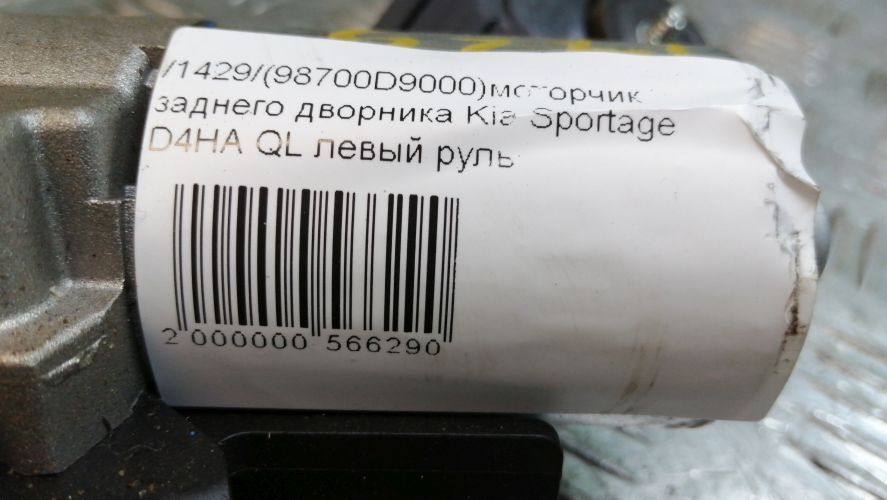 /1429/(98700D9000)моторчик
заднего дворника Kia Sportage
D4HA QL левый руль
2 000000 566290